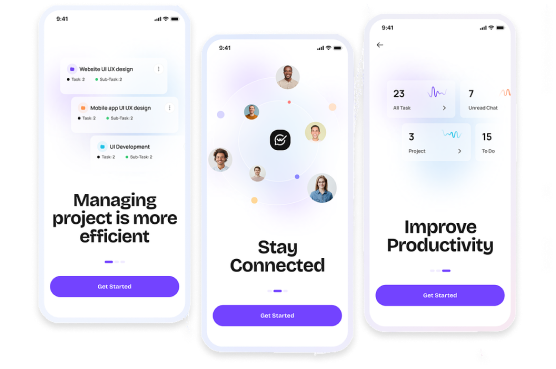 9:41
Website UI UX design
Task: 2 Sub-Task: 2
Mobile app UI UX design
Task: 2 Sub-Task: 2
UI Development
Task: 2 Sub-Task: 2
Managing
project is more
efficient
Get Started
9:41
Stay
Connected
Get Started
9:41
23
All Task
7
Unread Chat
3
Project
15
To Do
Improve
Productivity
Get Started